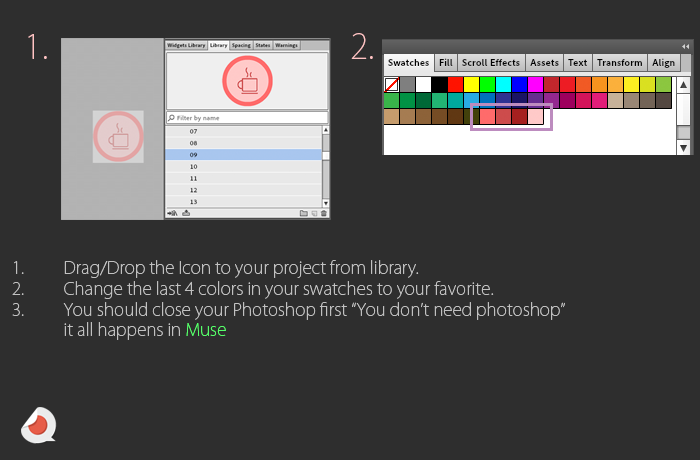 1.
Widgets Library Library Spacing States Warnings
Filter by name
07
08
09
10
11
12
13
2.
Swatches Fill Scroll Effects Assets Text Transform Align
1. Drag/Drop the Icon to your project from library.
2. Change the last 4 colors in your swatches to your favorite.
3. You should close your Photoshop first “You don’t need photoshop”
it all happens in Muse